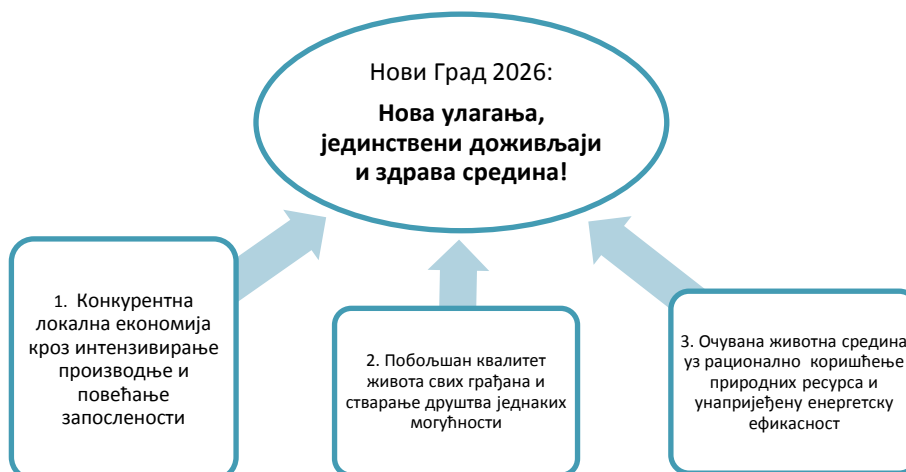 Нови Град 2026:
Нова улагања,
јединствени доживљаји
и здрава средина!
1. Конкурентна
локална економија
кроз интензивирање
производње и
повећање
запослености
2. Побољшан квалитет
живота свих грађана и
стварање друштва једнаких
могућности
3. Очувана животна средина
уз рационално коришћење
природних ресурса и
унапријеђену енергетску
ефикасност